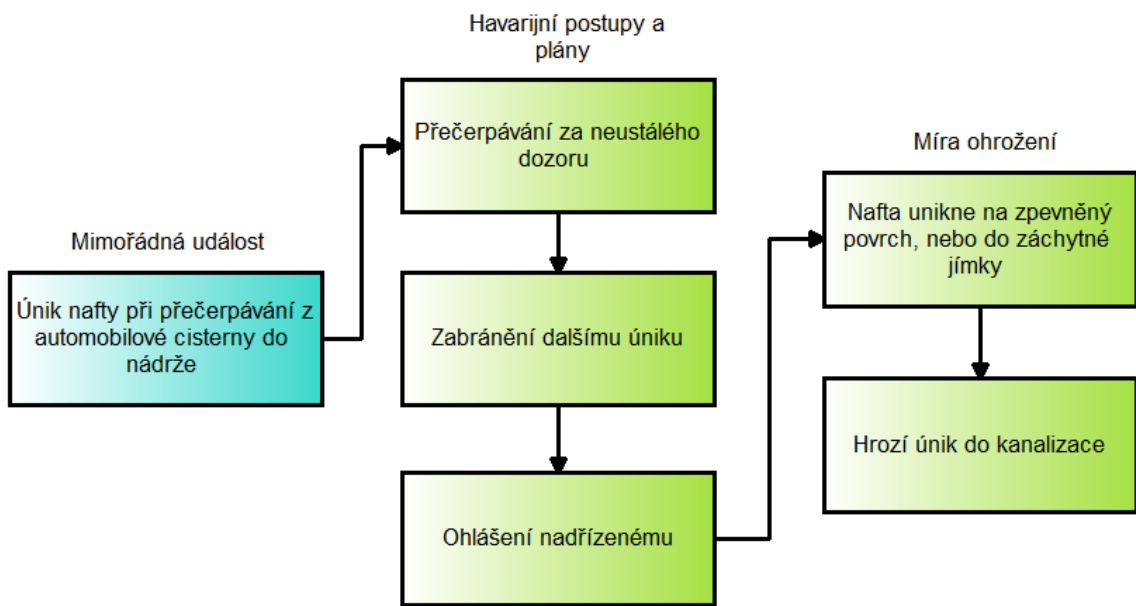 Mimořádná událost
Únik nafty při přečerpávání z
automobilové cisterny do
nádrže
Havarijní postupy a
plány
Přečerpávání za neustálého
dozoru
Zabránění dalšímu úniku
Ohlášení nadřízenému
Míra ohrožení
Nafta unikne na zpevněný
povrch, nebo do záchytné
jímky
Hrozí únik do kanalizace